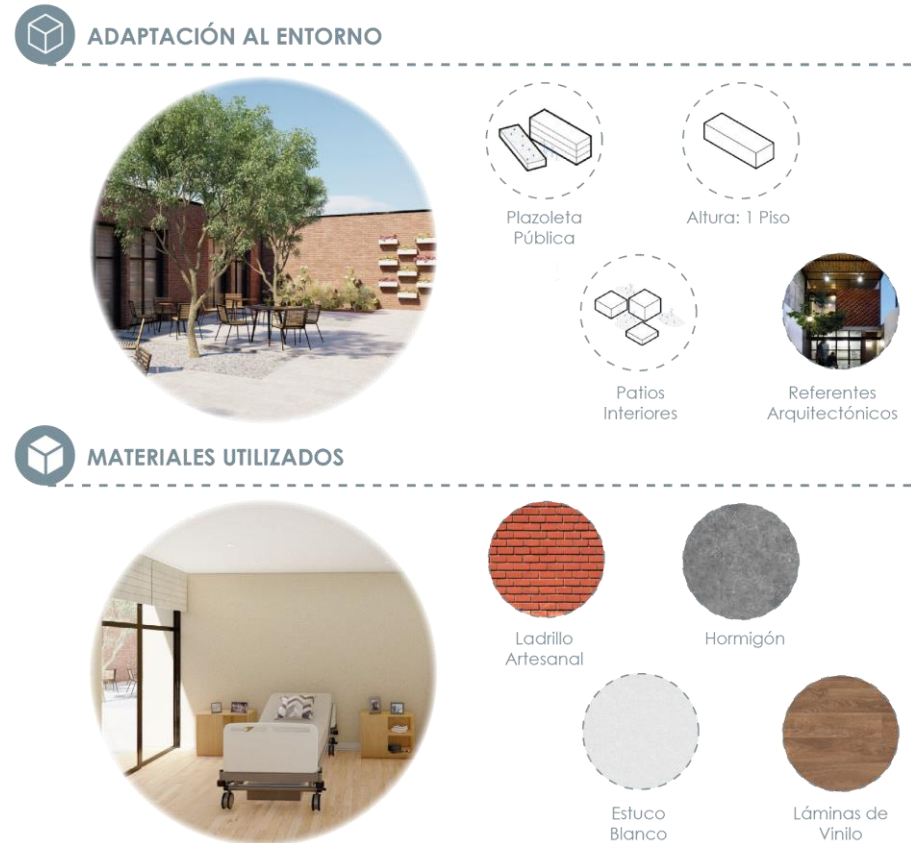 ADAPTACIÓN AL ENTORNO
Plazoleta
Pública
Altura: 1 Piso
Patios
Interiores
Referentes
Arquitectónicos
MATERIALES UTILIZADOS
Ladrillo
Artesanal
Hormigón
Estuco
Blanco
Láminas de
Vinilo